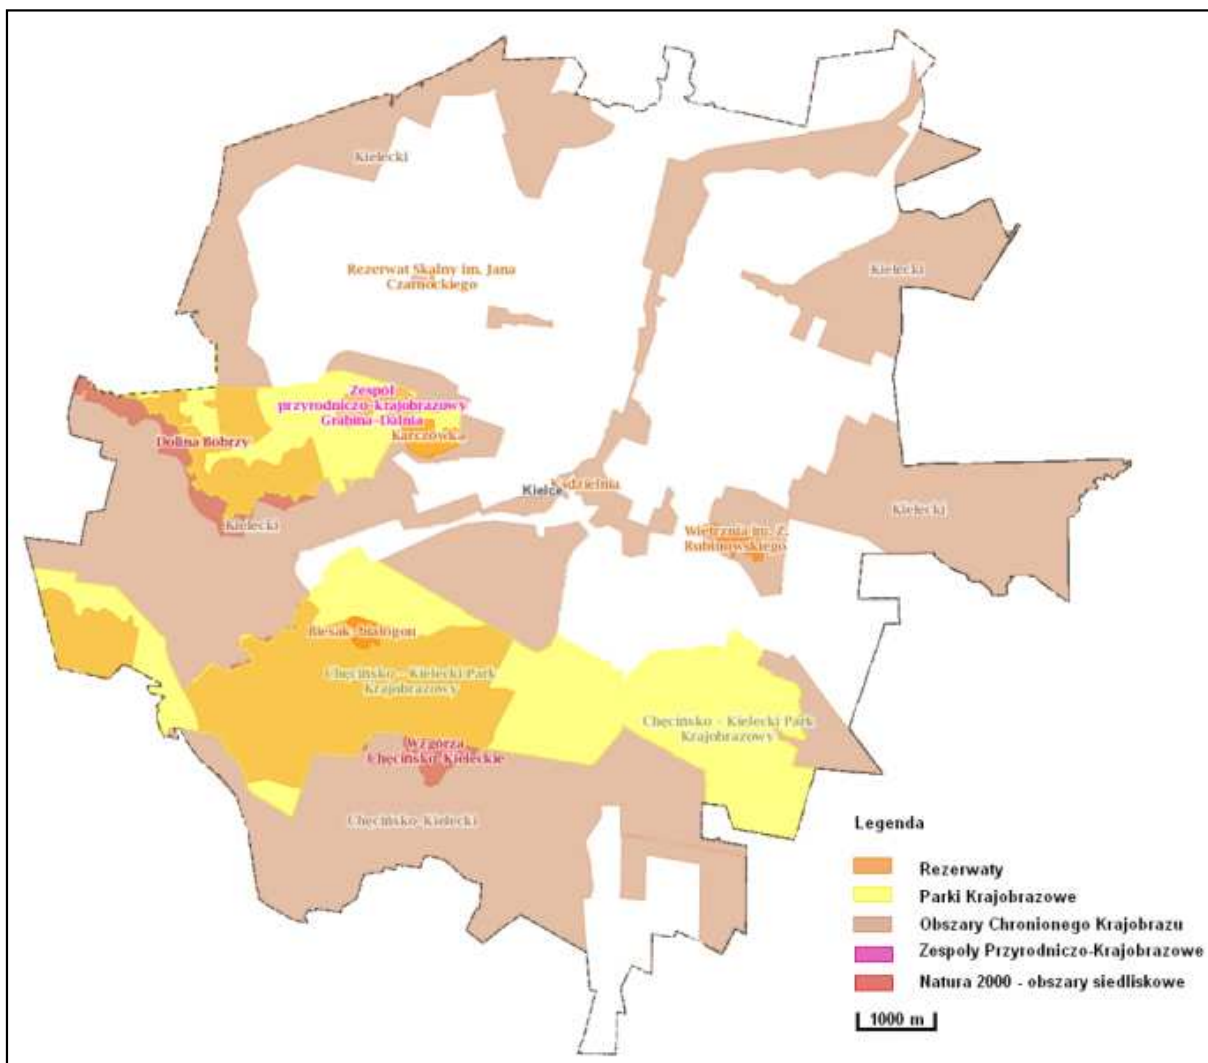 Kielecki
Rezerwat Skalny im. Jana
Czarnockiego
Kielecki
Zespół
przyrodniczo-krajobrazowy
Grabina-Dalnia
Karczówka
Dolina Bobrzy
Kielce
Kadzielnia
Kielecki
Kielecki
Wietrznia im. Z.
Rubinowskiego
Biesak-Białogon
Chęcińsko - Kielecki Park
Krajobrazowy
Chęcińsko - Kielecki Park
Krajobrazowy
Wzgórza
Chęcińsko-Kieleckie
Chęcińsko-Kielecki
Legenda
Rezerwaty
Parki Krajobrazowe
Obszary Chronionego Krajobrazu
Zespoły Przyrodniczo-Krajobrazowe
Natura 2000 - obszary siedliskowe
1000 m